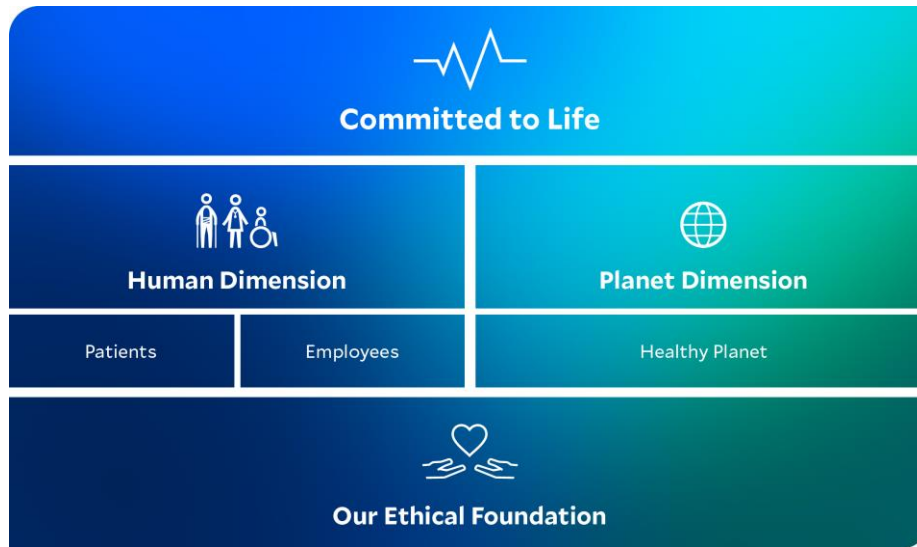 Committed to Life
Human Dimension
Planet Dimension
Patients
Employees
Healthy Planet
Our Ethical Foundation